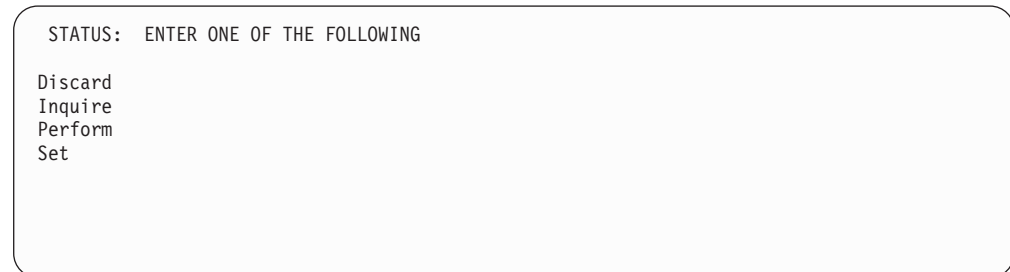 STATUS: ENTER ONE OF THE FOLLOWING
Discard
Inquire
Perform
Set